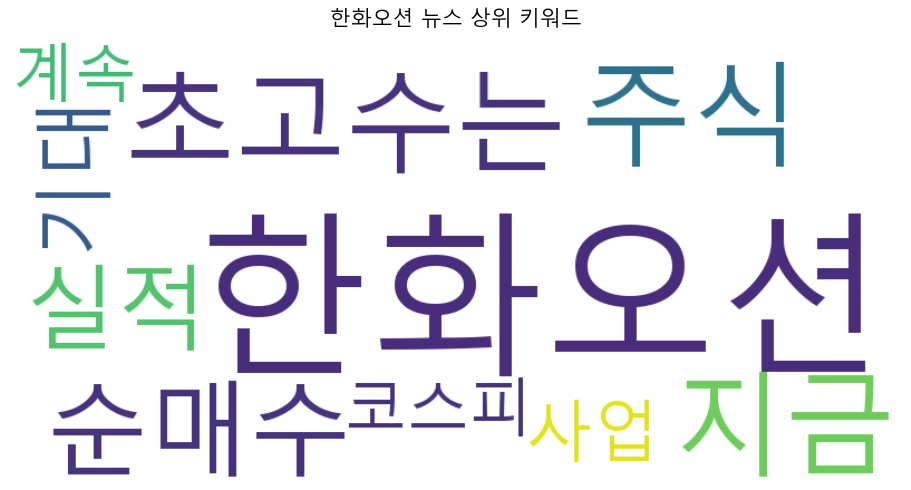 한화오션 뉴스 상위 키워드
계속
초고수는
주식
기대
한화오션
실적
순매수
코스피
사업
지금